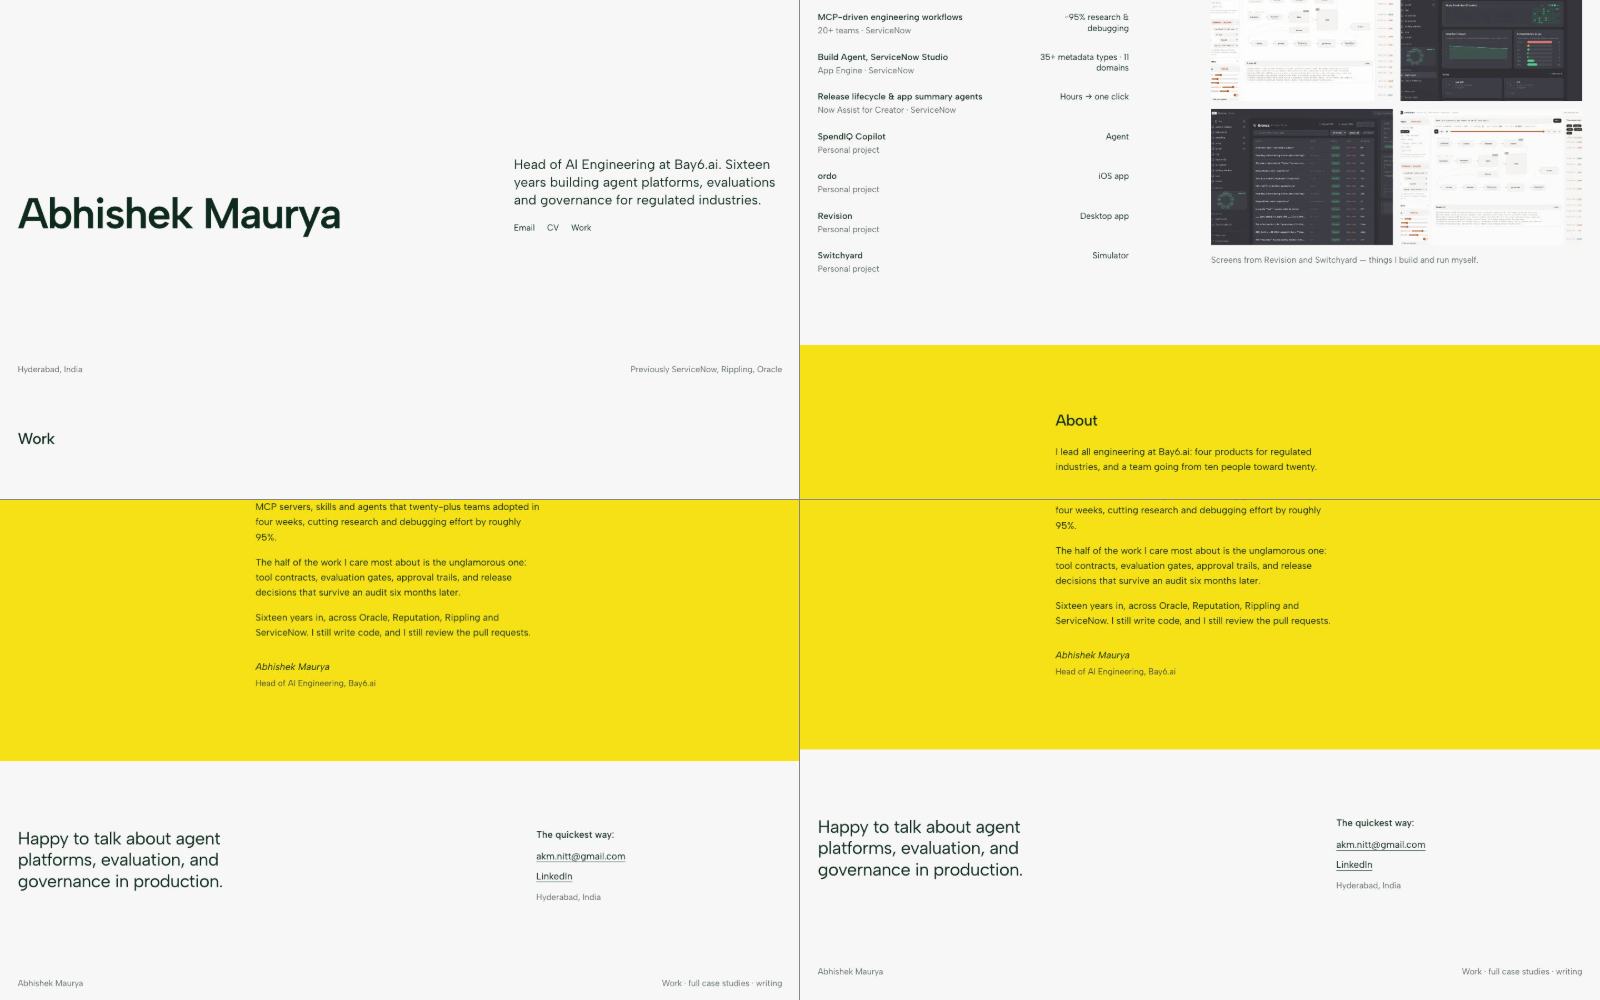 Abhishek Maurya
Head of AI Engineering at Bay6.ai. Sixteen
years building agent platforms, evaluations
and governance for regulated industries.
Email CV Work
Hyderabad, India
Previously ServiceNow, Rippling, Oracle
Work
MCP-driven engineering workflows
20+ teams · ServiceNow
~95% research &
debugging
Build Agent, ServiceNow Studio
App Engine · ServiceNow
35+ metadata types · 11
domains
Release lifecycle & app summary agents
Now Assist for Creator · ServiceNow
Hours → one click
SpendIQ Copilot
Personal project
Agent
ordo
Personal project
iOS app
Revision
Personal project
Desktop app
Switchyard
Personal project
Simulator
Screens from Revision and Switchyard — things I build and run myself.
About
I lead all engineering at Bay6.ai: four products for regulated
industries, and a team going from ten people toward twenty.
MCP servers, skills and agents that twenty-plus teams adopted in
four weeks, cutting research and debugging effort by roughly
95%.
The half of the work I care most about is the unglamorous one:
tool contracts, evaluation gates, approval trails, and release
decisions that survive an audit six months later.
Sixteen years in, across Oracle, Reputation, Rippling and
ServiceNow. I still write code, and I still review the pull requests.
Abhishek Maurya
Head of AI Engineering, Bay6.ai
Happy to talk about agent
platforms, evaluation, and
governance in production.
The quickest way:
akm.nitt@gmail.com
LinkedIn
Hyderabad, India
Abhishek Maurya
Work · full case studies · writing
four weeks, cutting research and debugging effort by roughly
95%.
The half of the work I care most about is the unglamorous one:
tool contracts, evaluation gates, approval trails, and release
decisions that survive an audit six months later.
Sixteen years in, across Oracle, Reputation, Rippling and
ServiceNow. I still write code, and I still review the pull requests.
Abhishek Maurya
Head of AI Engineering, Bay6.ai
Happy to talk about agent
platforms, evaluation, and
governance in production.
The quickest way:
akm.nitt@gmail.com
LinkedIn
Hyderabad, India
Abhishek Maurya
Work · full case studies · writing